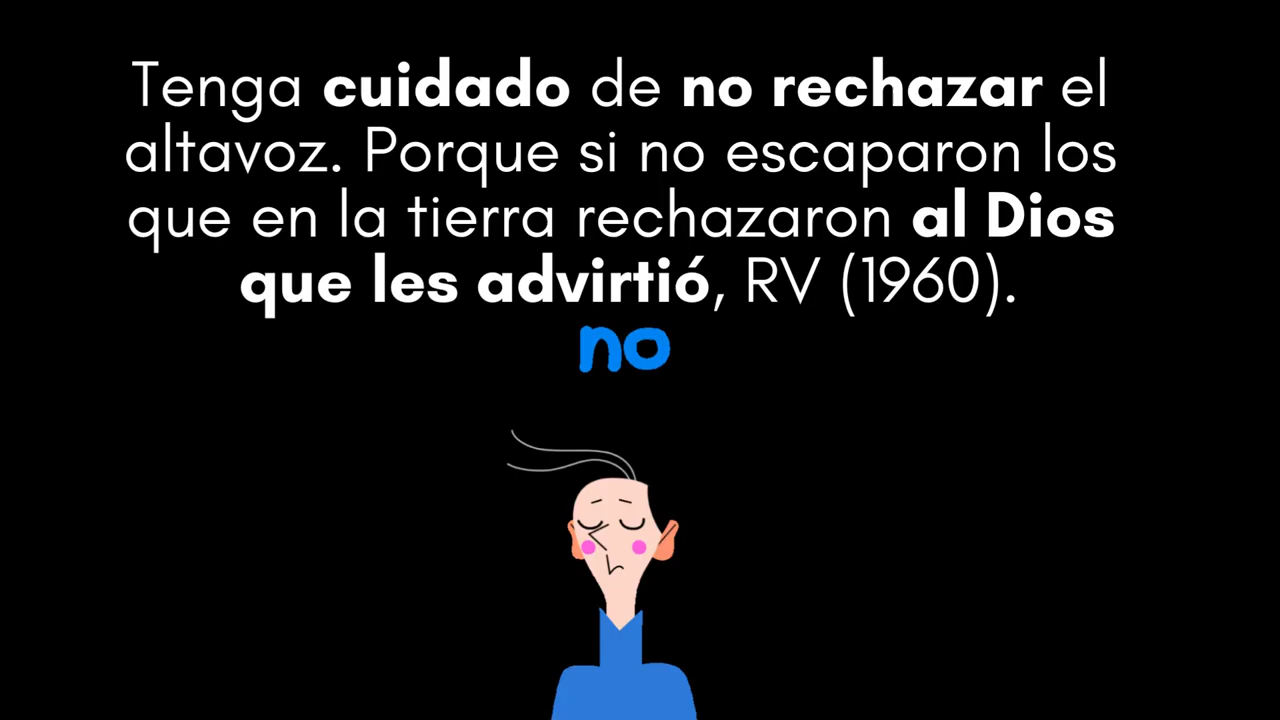 Tenga cuidado de no rechazar el
altavoz. Porque si no escaparon los
que en la tierra rechazaron al Dios
que les advirtió, RV (1960).
no